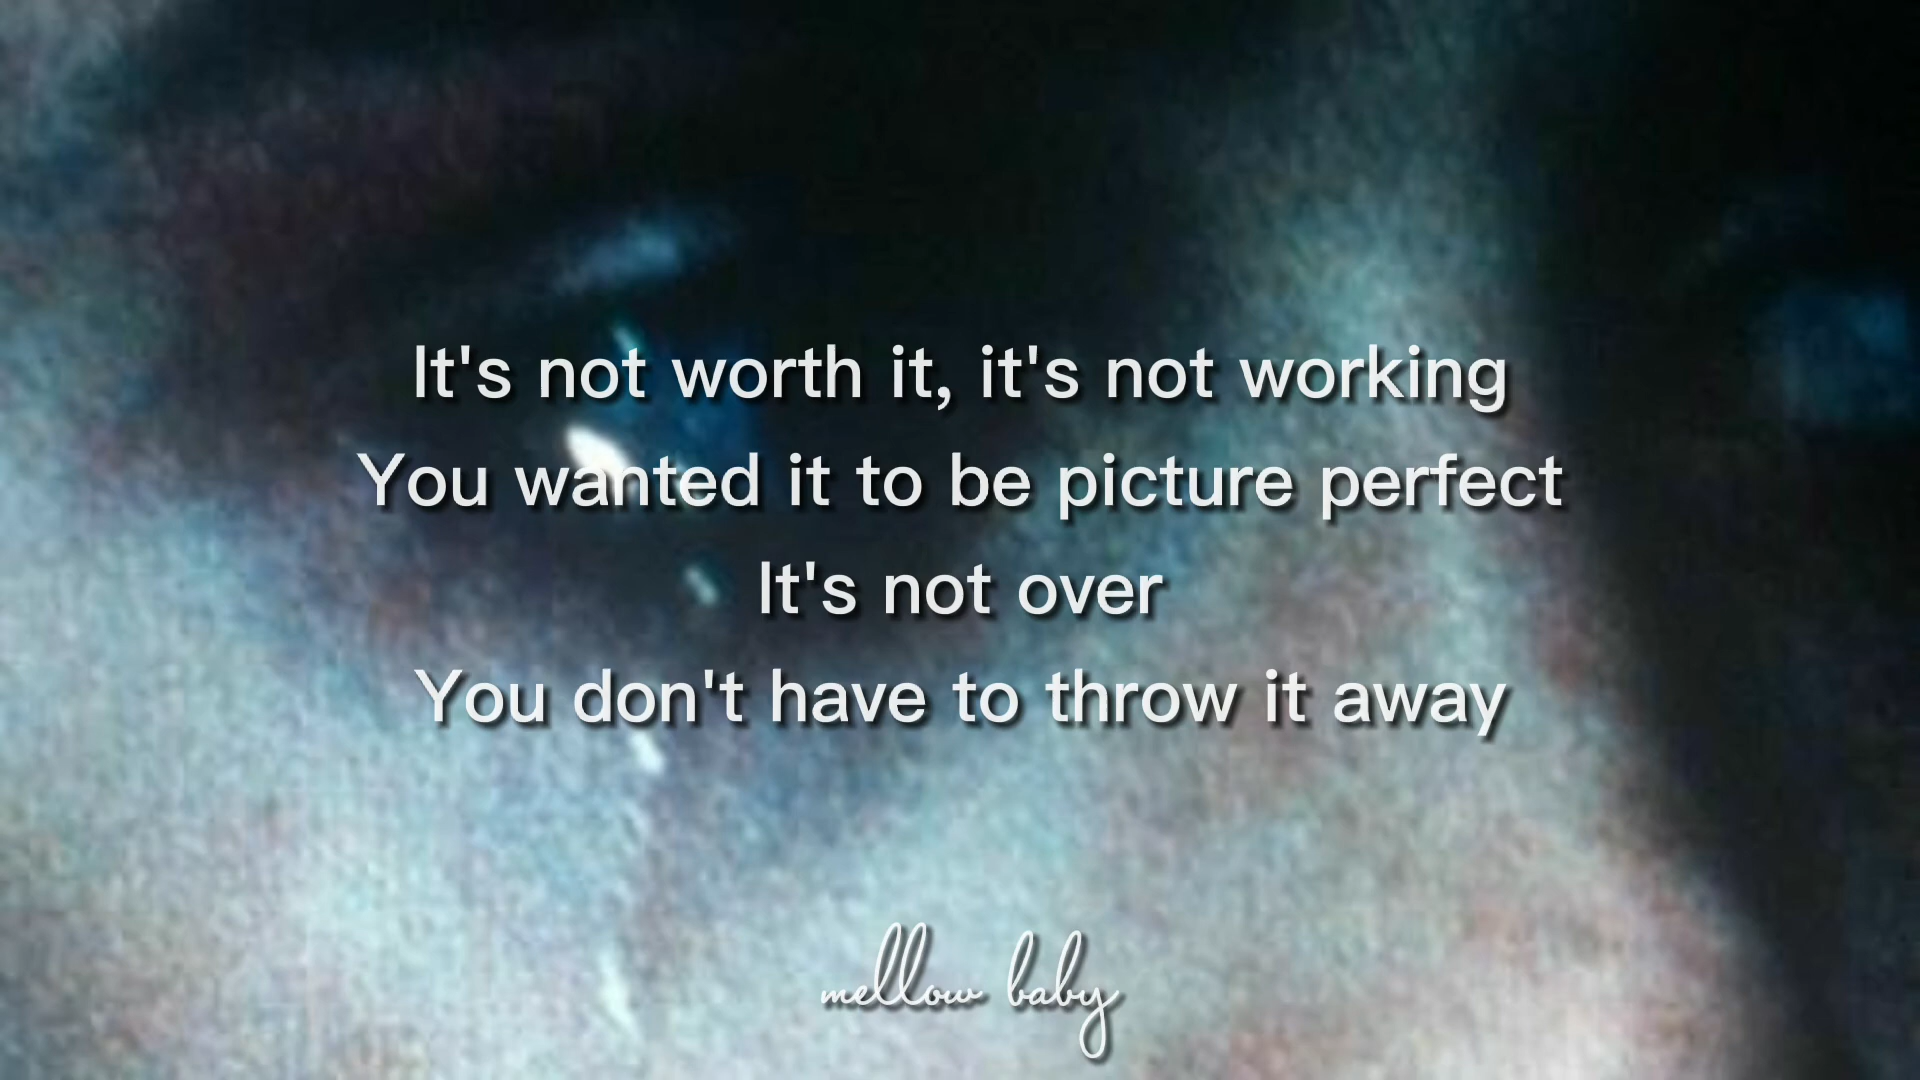 It's not worth it, it's not working
You wanted it to be picture perfect
It's not over
You don't have to throw it away
mellow baby